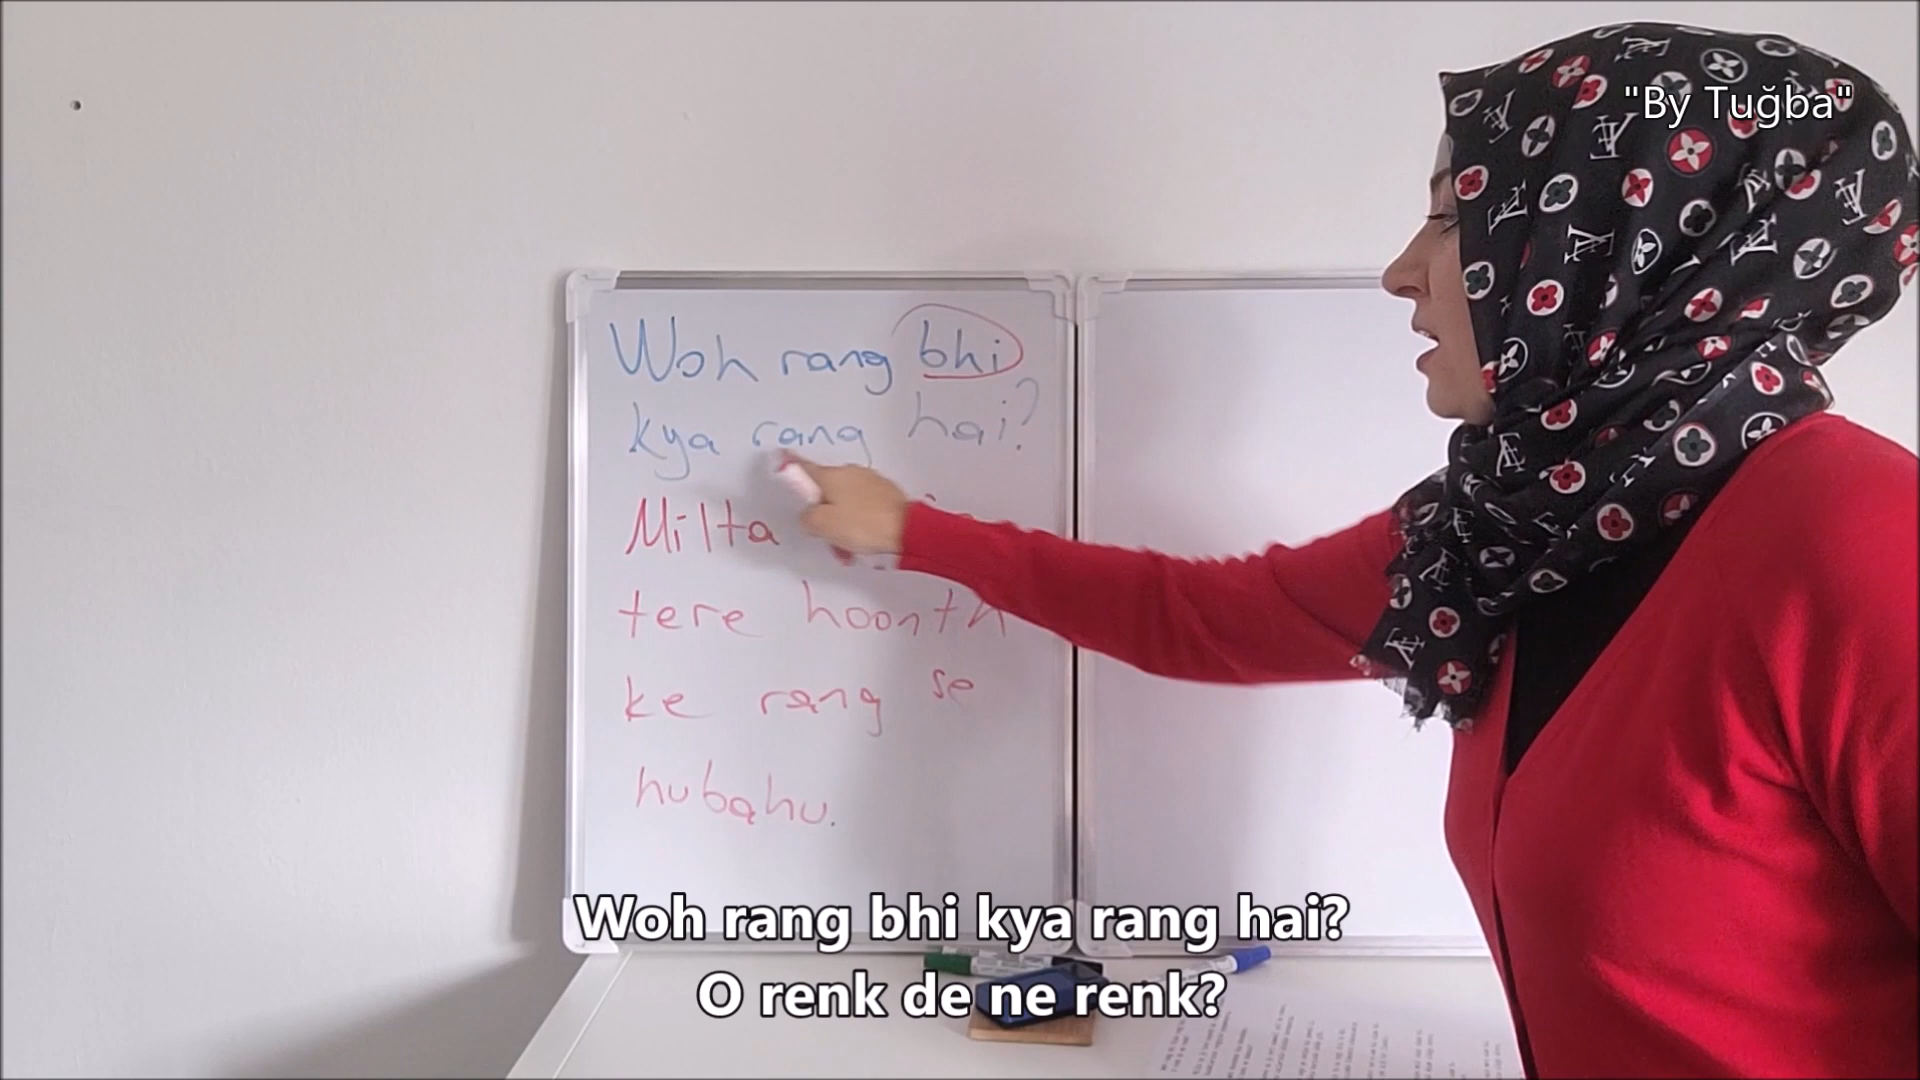 "By Tuğba"
Woh rang bhi
kya rang hai?
Milta
tere hoonth
ke rang se
hubahu.
Woh rang bhi kya rang hai?
O renk de ne renk?